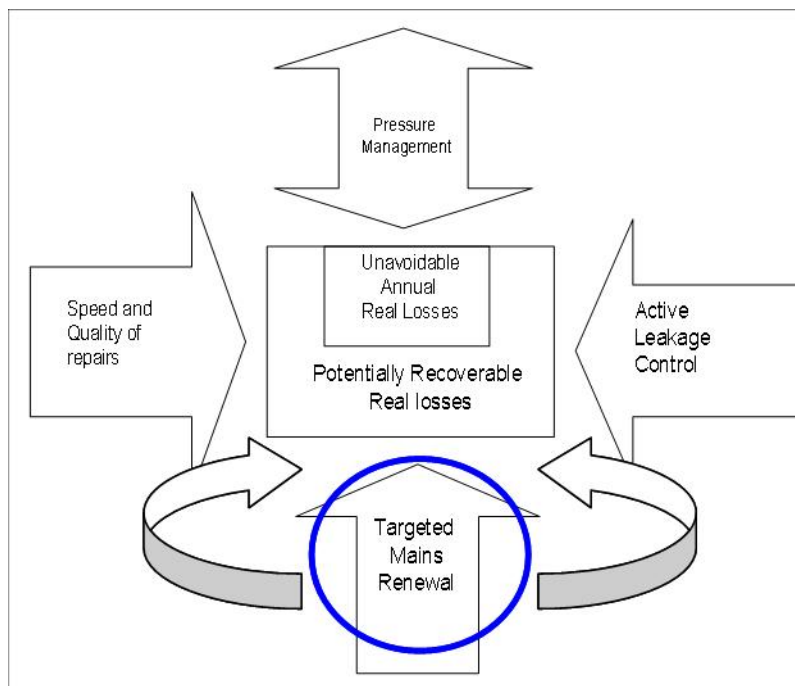 Pressure
Management
Unavoidable
Annual
Real Losses
Speed and
Quality of
repairs
Active
Leakage
Control
Potentially Recoverable
Real losses
Targeted
Mains
Renewal